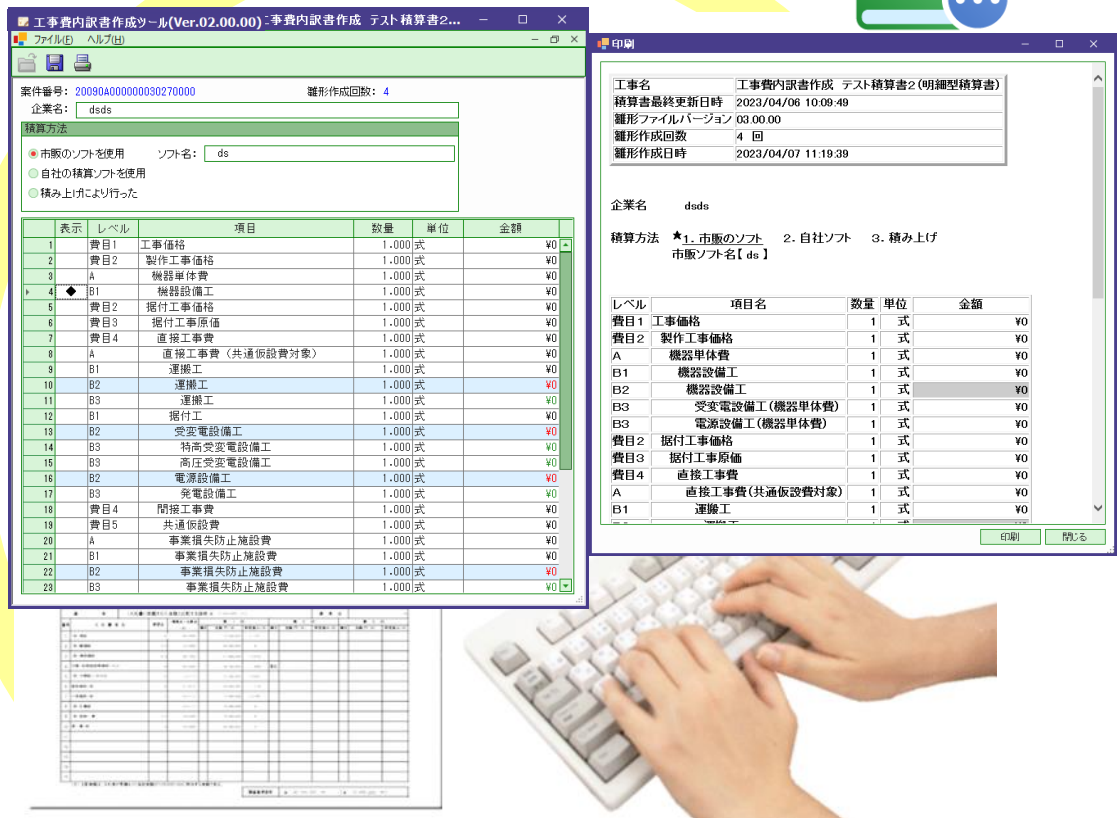 工事費内訳書作成ツール(Ver.02.00.00)
工事費内訳書作成 テスト積算書2...
ファイル(F) ヘルプ(H)
案件番号: 20090A000000030270000 雛形作成回数: 4
企業名: dsds
積算方法
市販のソフトを使用 ソフト名: ds
自社の積算ソフトを使用
積み上げにより行った
表示 レベル 項目 数量 単位 金額
1 費目1 工事価格 1.000 式 ¥0
2 費目2 製作工事価格 1.000 式 ¥0
3 A 機器単体費 1.000 式 ¥0
4 ◆ B1 機器設備工 1.000 式 ¥0
5 費目2 据付工事価格 1.000 式 ¥0
6 費目3 据付工事原価 1.000 式 ¥0
7 費目4 直接工事費 1.000 式 ¥0
8 A 直接工事費(共通仮設費対象) 1.000 式 ¥0
9 B1 運搬工 1.000 式 ¥0
10 B2 運搬工 1.000 式 ¥0
11 B3 運搬工 1.000 式 ¥0
12 B1 据付工 1.000 式 ¥0
13 B2 受変電設備工 1.000 式 ¥0
14 B3 特高受変電設備工 1.000 式 ¥0
15 B3 高圧受変電設備工 1.000 式 ¥0
16 B2 電源設備工 1.000 式 ¥0
17 B3 発電設備工 1.000 式 ¥0
18 費目4 間接工事費 1.000 式 ¥0
19 費目5 共通仮設費 1.000 式 ¥0
20 A 事業損失防止施設費 1.000 式 ¥0
21 B1 事業損失防止施設費 1.000 式 ¥0
22 B2 事業損失防止施設費 1.000 式 ¥0
23 B3 事業損失防止施設費 1.000 式 ¥0
印刷
工事名 工事費内訳書作成 テスト積算書2(明細型積算書)
積算書最終更新日時 2023/04/06 10:09:49
雛形ファイルバージョン 03.00.00
雛形作成回数 4 回
雛形作成日時 2023/04/07 11:19:39
企業名 dsds
積算方法 ★1. 市販のソフト 2. 自社ソフト 3. 積み上げ
市販ソフト名【 ds 】
レベル 項目名 数量 単位 金額
費目1 工事価格 1 式 ¥0
費目2 製作工事価格 1 式 ¥0
A 機器単体費 1 式 ¥0
B1 機器設備工 1 式 ¥0
B2 機器設備工 1 式 ¥0
B3 受変電設備工(機器単体費) 1 式 ¥0
B3 電源設備工(機器単体費) 1 式 ¥0
費目2 据付工事価格 1 式 ¥0
費目3 据付工事原価 1 式 ¥0
費目4 直接工事費 1 式 ¥0
A 直接工事費(共通仮設費対象) 1 式 ¥0
B1 運搬工 1 式 ¥0
印刷 閉じる